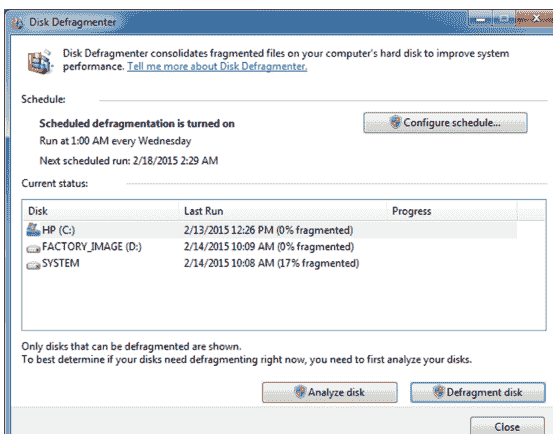 Disk Defragmenter
Disk Defragmenter consolidates fragmented files on your computer's hard disk to improve system
performance. Tell me more about Disk Defragmenter.
Schedule:
Scheduled defragmentation is turned on
Configure schedule...
Run at 1:00 AM every Wednesday
Next scheduled run: 2/18/2015 2:29 AM
Current status:
Disk Last Run Progress
HP (C:) 2/13/2015 12:26 PM (0% fragmented)
FACTORY_IMAGE (D:) 2/14/2015 10:09 AM (0% fragmented)
SYSTEM 2/14/2015 10:08 AM (17% fragmented)
Only disks that can be defragmented are shown.
To best determine if your disks need defragmenting right now, you need to first analyze your disks.
Analyze disk Defragment disk
Close